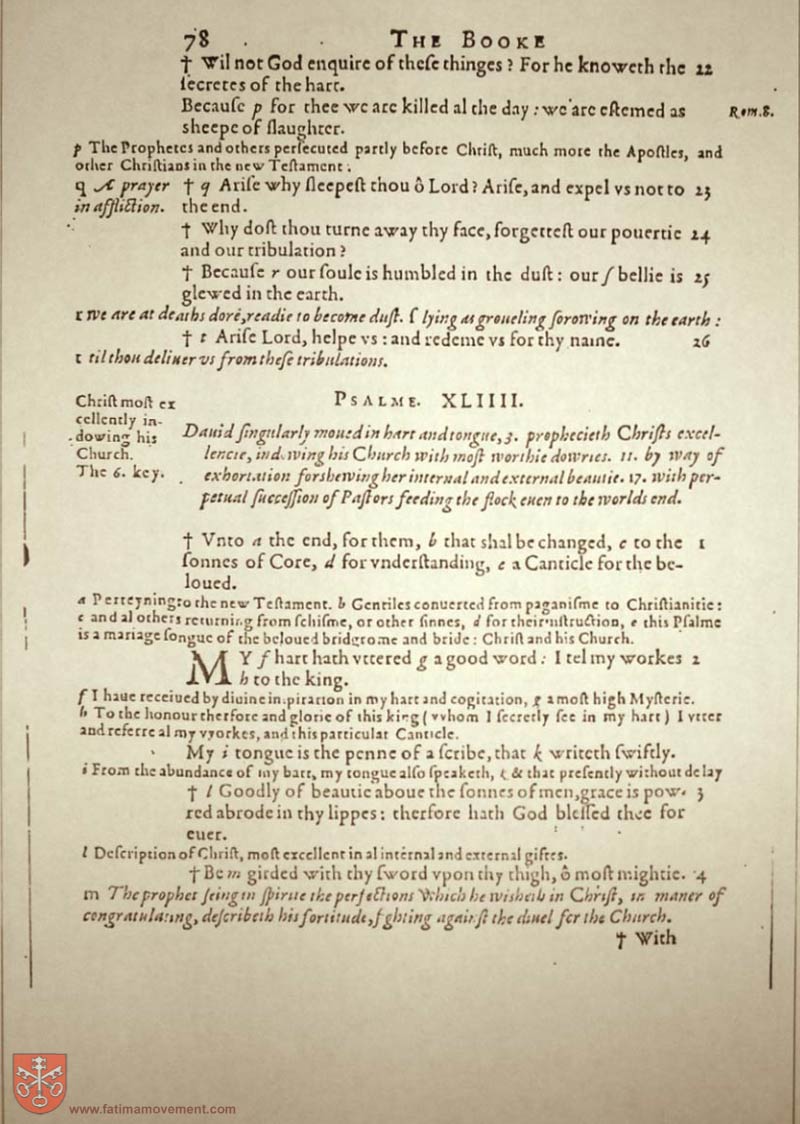 78 THE BOOKE
† Wil not God enquire of theſe thinges? For he knoweth the 22
ſecretes of the hart.
Becauſe p for thee we are killed al the day: we are eſtemed as Rom. 8.
sheepe of ſlaughter.
p The Prophetes and others perſecuted partly before Chriſt, much more the Apoſtles, and
other Chriſtians in the new Teſtament.
q A prayer † q Ariſe why ſleepeſt thou ô Lord? Ariſe, and expel vs not to 23
in affliction. the end.
† Why doſt thou turne away thy face, forgetteſt our pouertie 24
and our tribulation?
† Becauſe r our ſoule is humbled in the duſt: our ſ bellie is 25
glewed in the earth.
r we are at deaths dore, readie to become duſt. ſ lying as groueling ſorowing on the earth:
† t Ariſe Lord, helpe vs: and redeme vs for thy name. 26
t til thou deliuer vs from theſe tribulations.
Chriſt moſt ex
cellently in-
dowing his
Church.
The 6. key.
PSALME. XLIIII.
Dauid ſingularly moued in hart and tongue, 3. prophecieth Chriſts excel-
lencie, indowing his Church with moſt worthie dowries. 11. by way of
exhortation forshewing her internal and external beautie. 17. with per-
petual ſucceſſion of Paſtors feeding the flock euen to the worlds end.
† Vnto a the end, for them, b that shal be changed, c to the 1
ſonnes of Core, d for vnderſtanding, e a Canticle for the be-
loued.
a Perteyning to the new Teſtament. b Gentiles conuerted from paganiſme to Chriſtianitie:
c and al others returning from ſchiſme, or other ſinnes, d for their inſtruction, e this Pſalme
is a mariage ſongue of the beloued bridgrome and bride: Chriſt and his Church.
MY f hart hath vttered g a good word: I tel my workes 2
h to the king.
f I haue receiued by diuine inſpiration in my hart and cogitation, g a moſt high Myſterie.
h To the honour therfore and glorie of this king (vvhom I ſecretly ſee in my hart) I vtter
and referre al my vvorkes, and this particular Canticle.
My i tongue is the penne of a ſcribe, that k writeth ſwiftly.
i From the abundance of my hart, my tongue alſo ſpeaketh, k & that preſently without delay
† l Goodly of beautie aboue the ſonnes of men, grace is pow- 3
red abrode in thy lippes: therfore hath God bleſſed thee for
euer.
l Deſcription of Chriſt, moſt excellent in al internal and external giftes.
† Be m girded with thy ſword vpon thy thigh, ô moſt mightie. 4
m The prophet ſeing in ſpirite the perfections which he wisheth in Chriſt, in maner of
congratulating, deſcribeth his fortitude, fighting againſt the diuel for the Church.
† With
www.fatimamovement.com